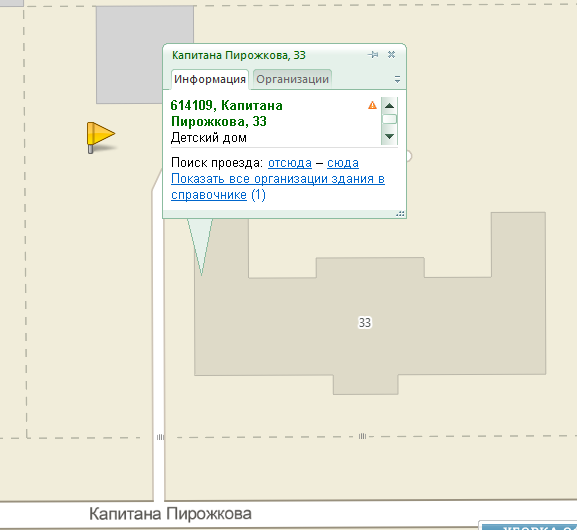 Капитана Пирожкова, 33
Информация Организации
614109, Капитана
Пирожкова, 33
Детский дом
Поиск проезда: отсюда – сюда
Показать все организации здания в
справочнике (1)
33
Капитана Пирожкова